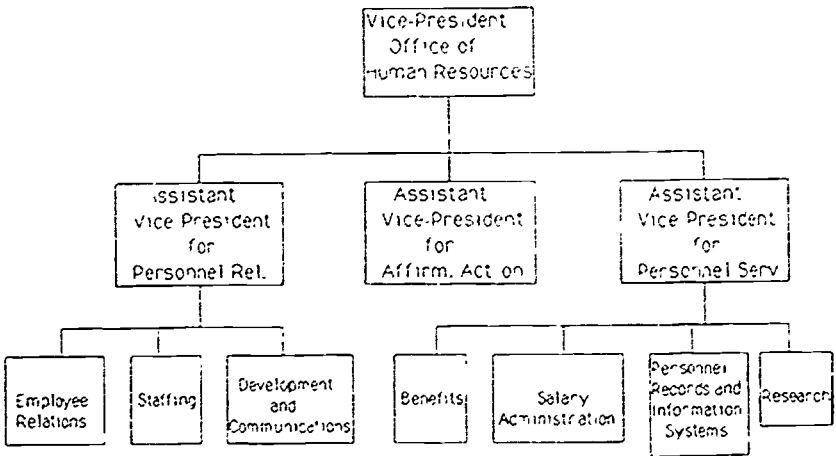 Vice-President
Office of
Human Resources
Assistant
Vice President
for
Personnel Rel.
Assistant
Vice-President
for
Affirm. Action
Assistant
Vice President
for
Personnel Serv
Employee
Relations
Staffing
Development
and
Communications
Benefits
Salary
Administration
Personnel
Records and
Information
Systems
Research